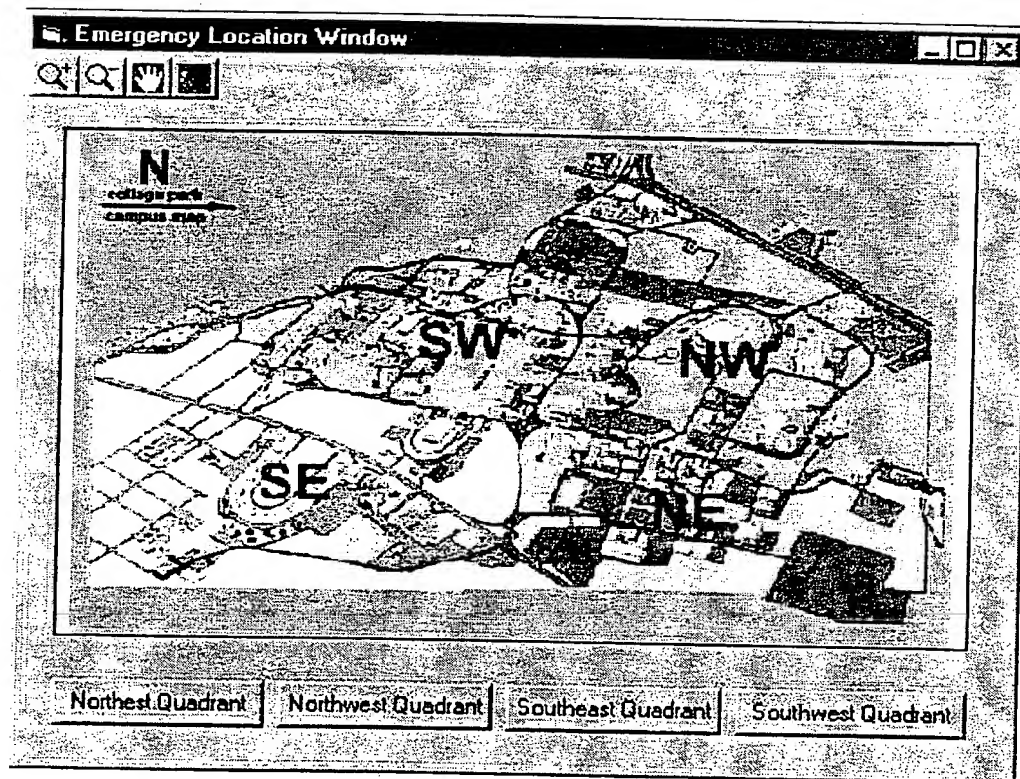 Emergency Location Window
N
college park
campus map
SW
NW
SE
NE
Northest Quadrant
Northwest Quadrant
Southeast Quadrant
Southwest Quadrant